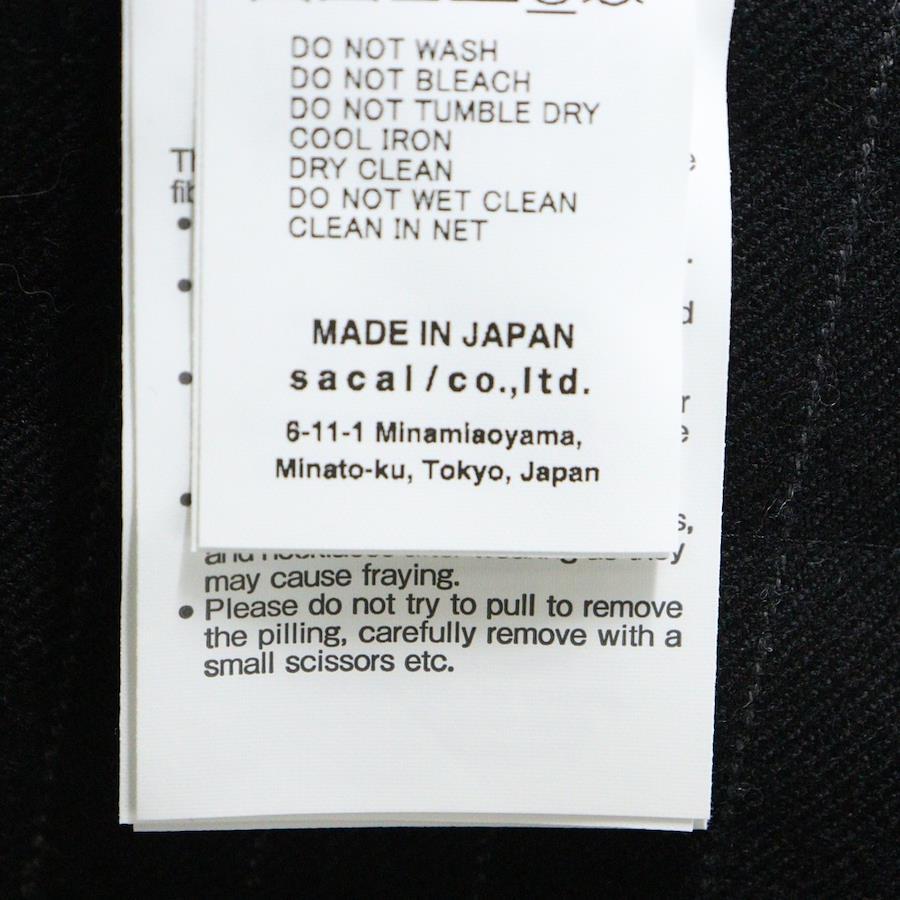 DO NOT WASH
DO NOT BLEACH
DO NOT TUMBLE DRY
COOL IRON
DRY CLEAN
DO NOT WET CLEAN
CLEAN IN NET
MADE IN JAPAN
sacai/co.,ltd.
6-11-1 Minamiaoyama,
Minato-ku, Tokyo, Japan
may cause fraying.
● Please do not try to pull to remove
the pilling, carefully remove with a
small scissors etc.